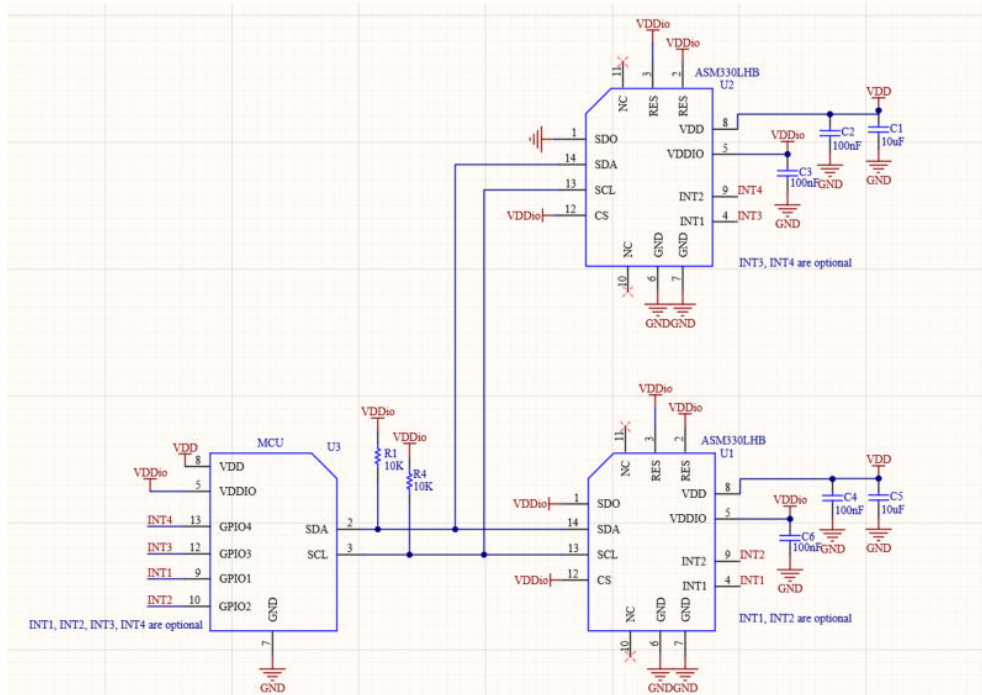 VDDio
VDDio
11
3
2
ASM330LHB
U2
NC
RES
RES
VDD
8
VDD
C2
100nF
C1
10uF
1
SDO
VDDIO
5
VDDio
C3
100nF
GND
GND
14
SDA
13
SCL
INT2
9
INT4
VDDio
12
CS
INT1
4
INT3
GND
NC
GND
GND
INT3, INT4 are optional
10
6
7
GND
GND
VDDio
VDDio
11
3
2
ASM330LHB
U1
VDDio
VDDio
MCU
U3
R1
10K
R4
10K
VDD
8
VDD
VDDio
5
VDDIO
NC
RES
RES
VDD
8
VDD
C4
100nF
C5
10uF
VDDio
1
SDO
VDDIO
5
VDDio
C6
100nF
GND
GND
INT4
13
GPIO4
SDA
2
14
SDA
INT3
12
GPIO3
SCL
3
13
SCL
INT2
9
INT2
INT1
9
GPIO1
VDDio
12
CS
INT1
4
INT1
GND
INT2
10
GPIO2
GND
NC
GND
GND
INT1, INT2, INT3, INT4 are optional
INT1, INT2 are optional
7
10
6
7
GND
GND
GND